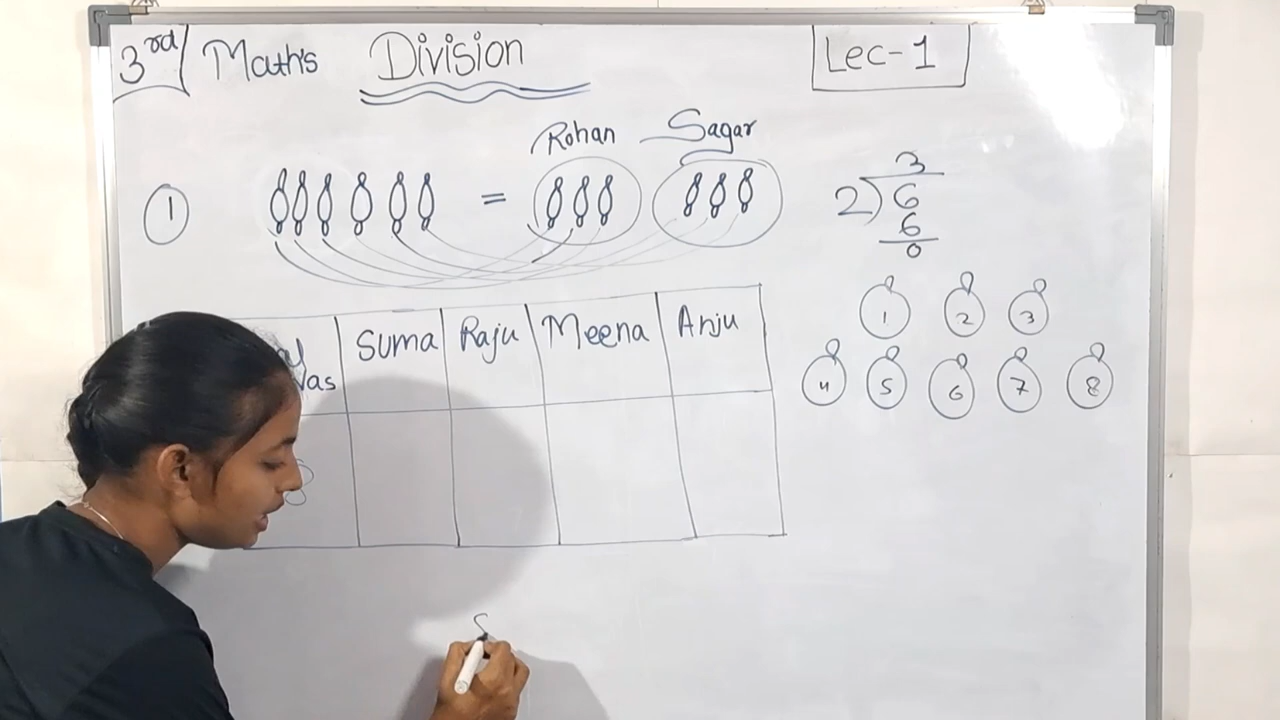 3rd Math's Division Lec-1
Rohan Sagar
1 =
3
2)6
6
0
1 2 3
Suma Raju Meena Anju
4 5 6 7 8